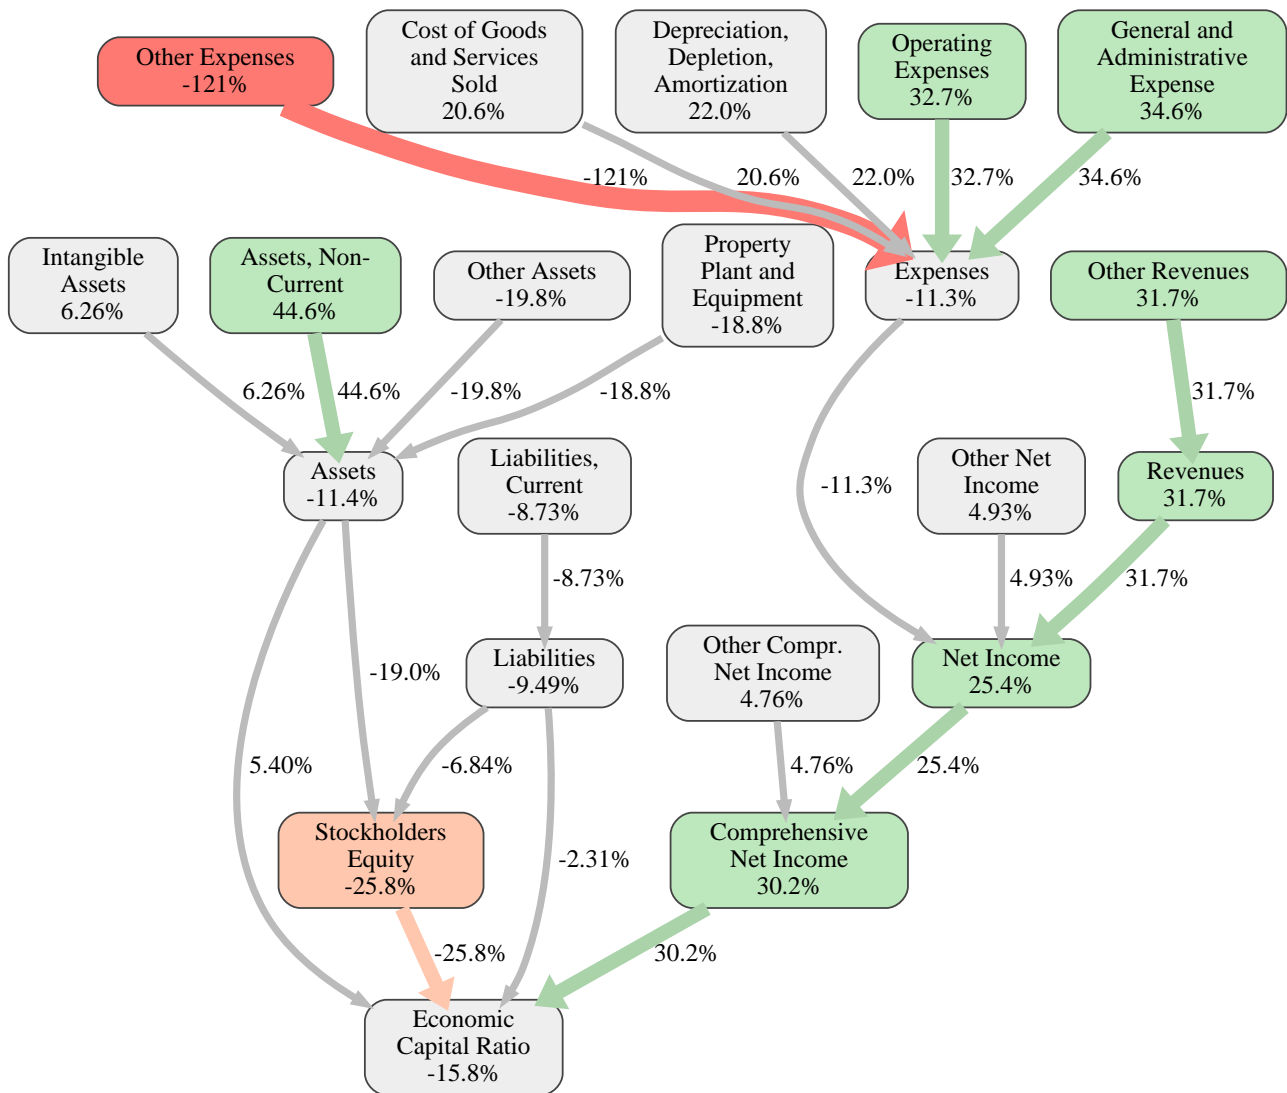 Other Expenses
-121%
Cost of Goods
and Services
Sold
20.6%
Depreciation,
Depletion,
Amortization
22.0%
Operating
Expenses
32.7%
General and
Administrative
Expense
34.6%
-121%
20.6%
22.0%
32.7%
34.6%
Intangible
Assets
6.26%
Assets, Non-
Current
44.6%
Other Assets
-19.8%
Property
Plant and
Equipment
-18.8%
Expenses
-11.3%
Other Revenues
31.7%
6.26%
44.6%
-19.8%
-18.8%
31.7%
Assets
-11.4%
Liabilities,
Current
-8.73%
-11.3%
Other Net
Income
4.93%
Revenues
31.7%
-8.73%
4.93%
31.7%
-19.0%
Liabilities
-9.49%
Other Compr.
Net Income
4.76%
Net Income
25.4%
5.40%
-6.84%
4.76%
25.4%
Stockholders
Equity
-25.8%
-2.31%
Comprehensive
Net Income
30.2%
-25.8%
30.2%
Economic
Capital Ratio
-15.8%